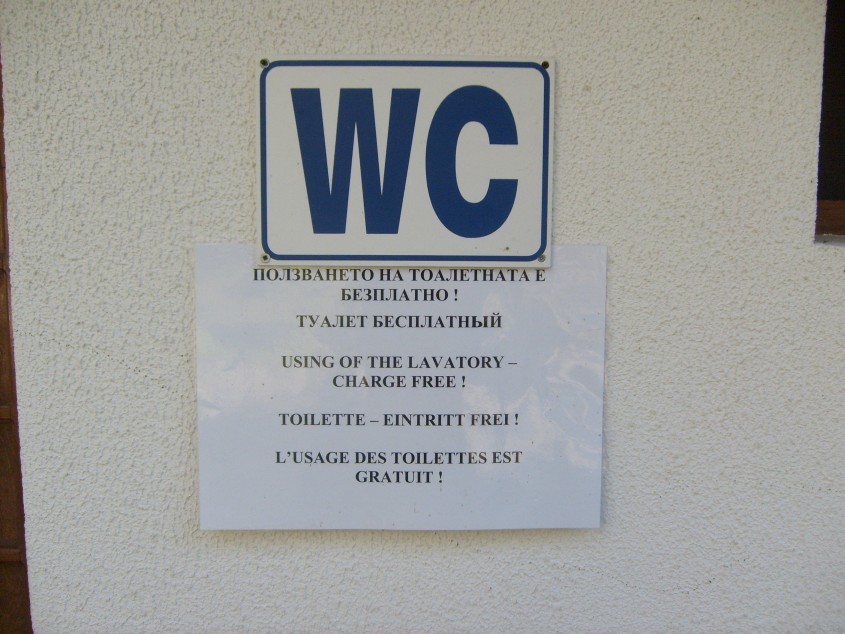 WC
ПОЛЗВАНЕТО НА ТОАЛЕТНАТА Е
БЕЗПЛАТНО !
ТУАЛЕТ БЕСПЛАТНЫЙ
USING OF THE LAVATORY –
CHARGE FREE !
TOILETTE – EINTRITT FREI !
L’USAGE DES TOILETTES EST
GRATUIT !